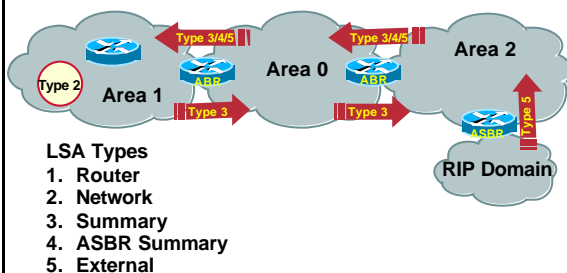 Type 3/4/5
Type 3/4/5
Area 2
Type 2
ABR
Area 0
ABR
Area 1
Type 3
Type 3
ASBR
Type 5
RIP Domain
LSA Types
1. Router
2. Network
3. Summary
4. ASBR Summary
5. External